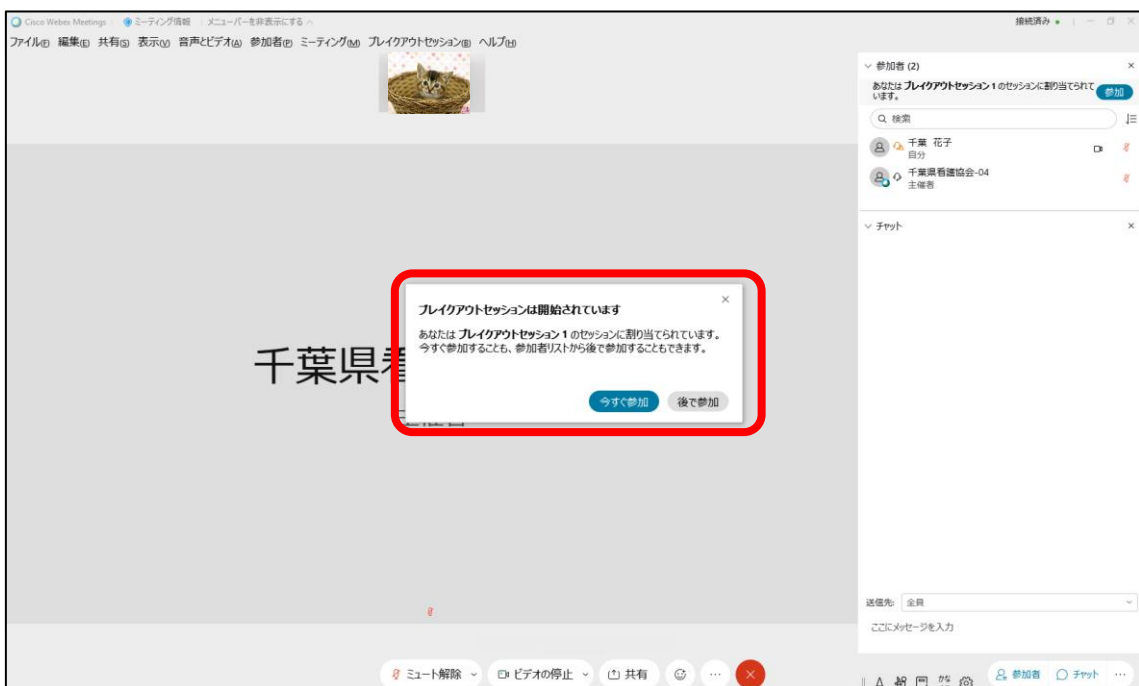 Cisco Webex Meetings ミーティング情報 メニューバーを非表示にする 接続済み
ファイル(F) 編集(E) 共有(S) 表示(V) 音声とビデオ(A) 参加者(P) ミーティング(M) ブレイクアウトセッション(B) ヘルプ(H)
参加者 (2)
あなたは ブレイクアウトセッション 1 のセッションに割り当てられて
います。
参加
検索
千葉 花子
自分
千葉県看護協会-04
主催者
チャット
ブレイクアウトセッションは開始されています
あなたは ブレイクアウトセッション 1 のセッションに割り当てられています。
今すぐ参加することも、参加者リストから後で参加することもできます。
今すぐ参加 後で参加
千葉県
送信先: 全員
ここにメッセージを入力
ミュート解除 ビデオの停止 共有
参加者 チャット